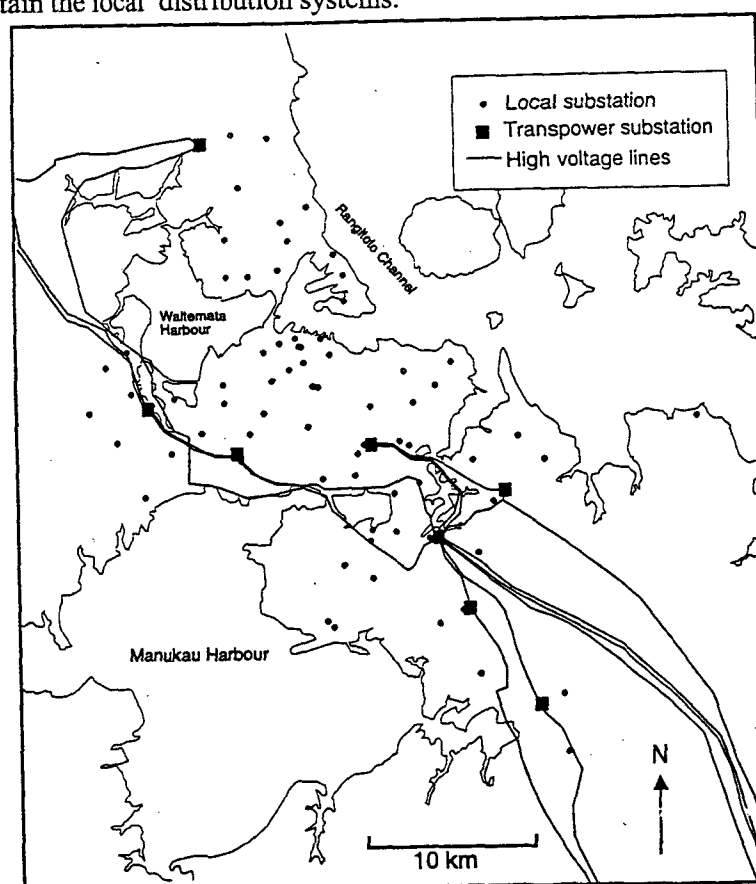 tain the local distribution systems.
Local substation
Transpower substation
High voltage lines
Rangitoto Channel
Waitemata
Harbour
Manukau Harbour
N
10 km